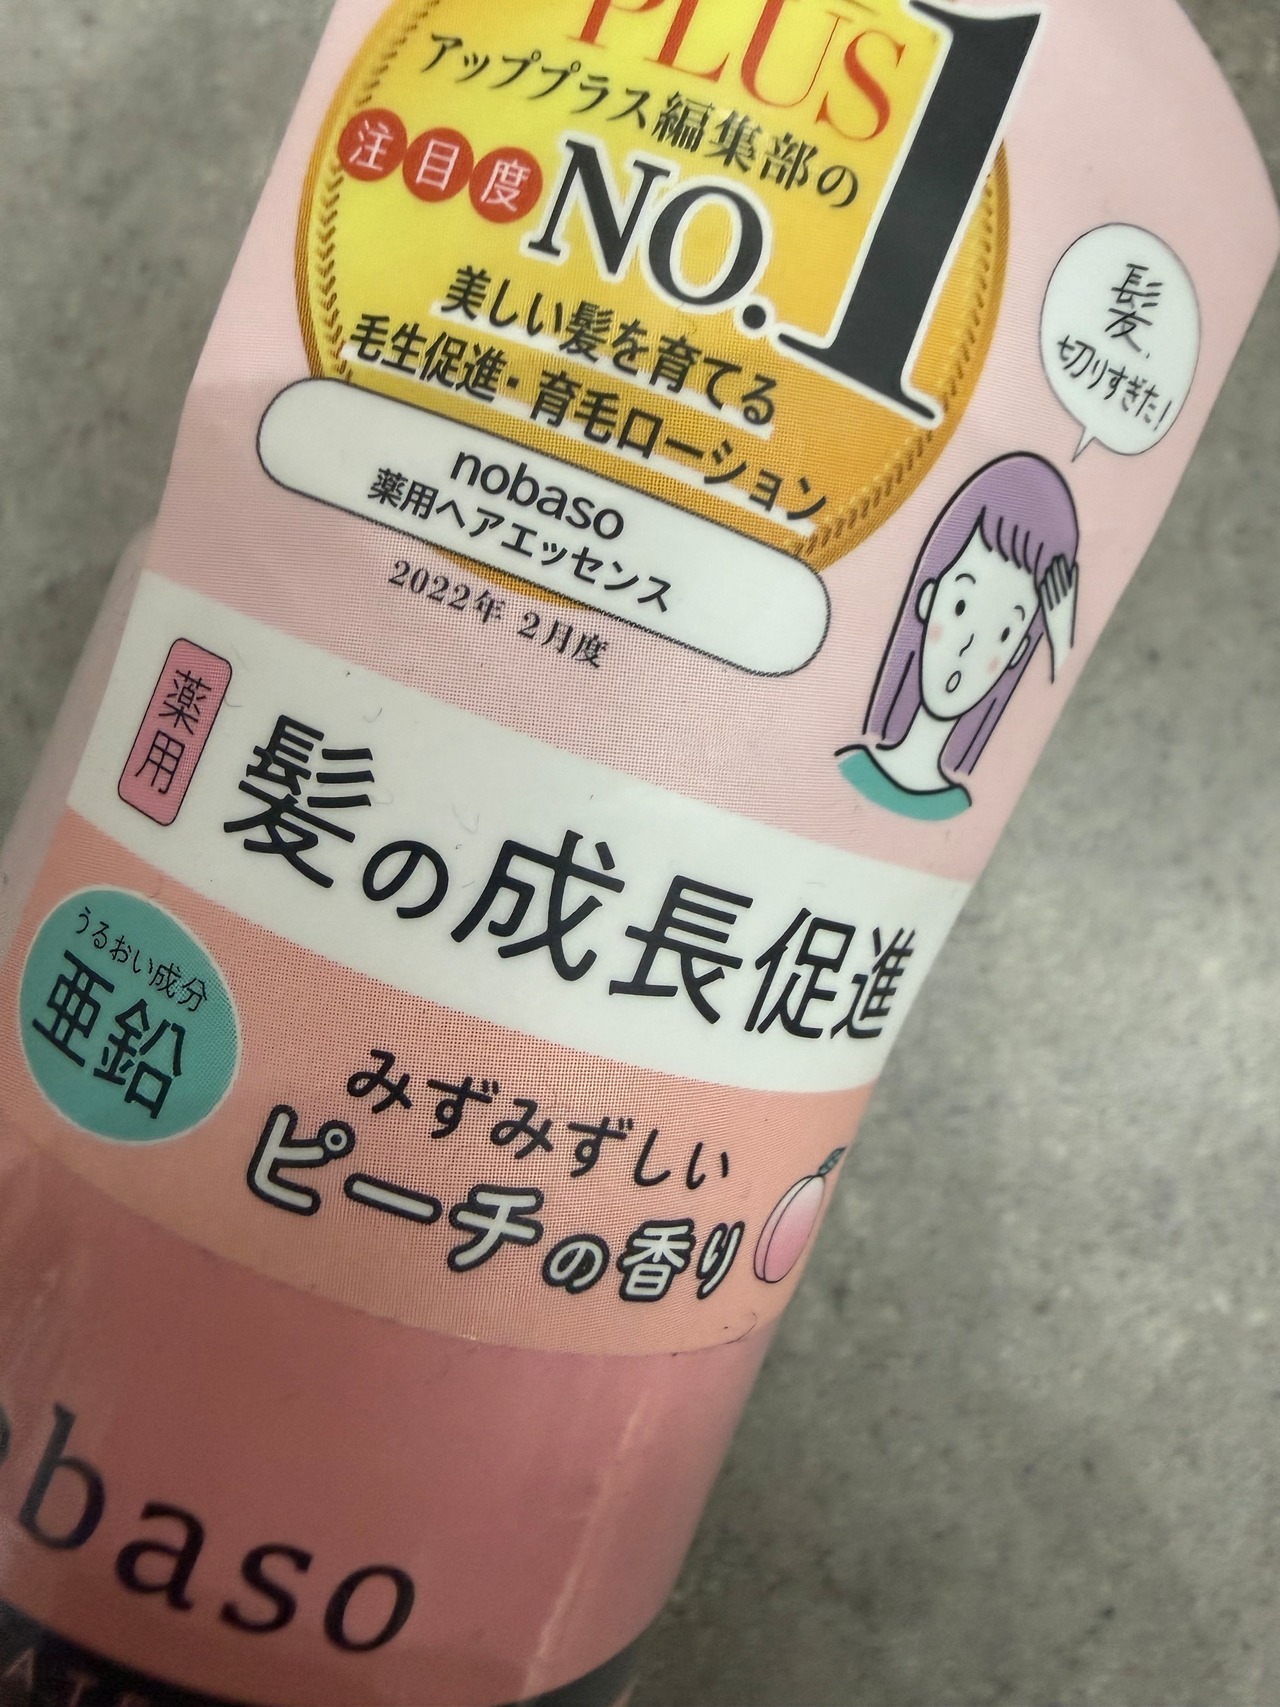 PLUS
アッププラス編集部の
注目度
NO.1
美しい髪を育てる
毛生促進・育毛ローション
nobaso
薬用ヘアエッセンス
2022年 2月度
髪、
切りすぎた!
薬用
髪の成長促進
うるおい成分
亜鉛
みずみずしい
ピーチの香り
baso